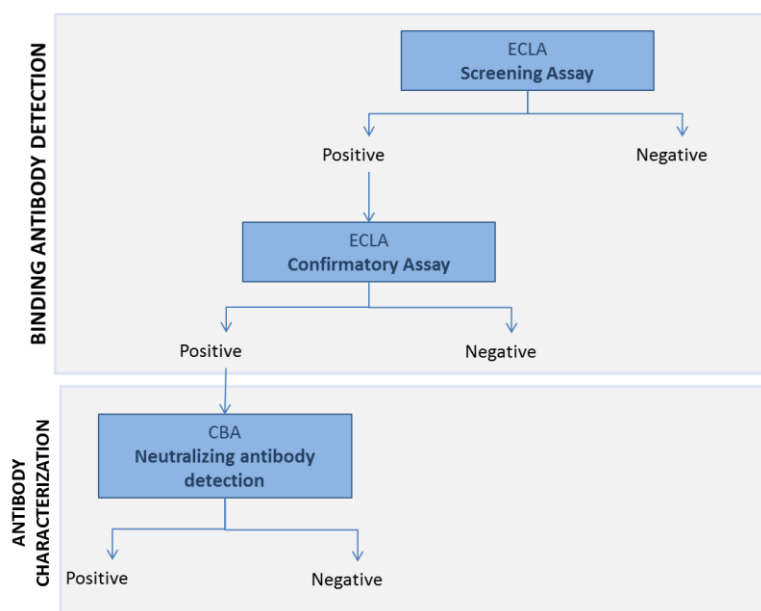 BINDING ANTIBODY DETECTION
ECLA
Screening Assay
Positive
Negative
ECLA
Confirmatory Assay
Positive
Negative
ANTIBODY
CHARACTERIZATION
CBA
Neutralizing antibody
detection
Positive
Negative